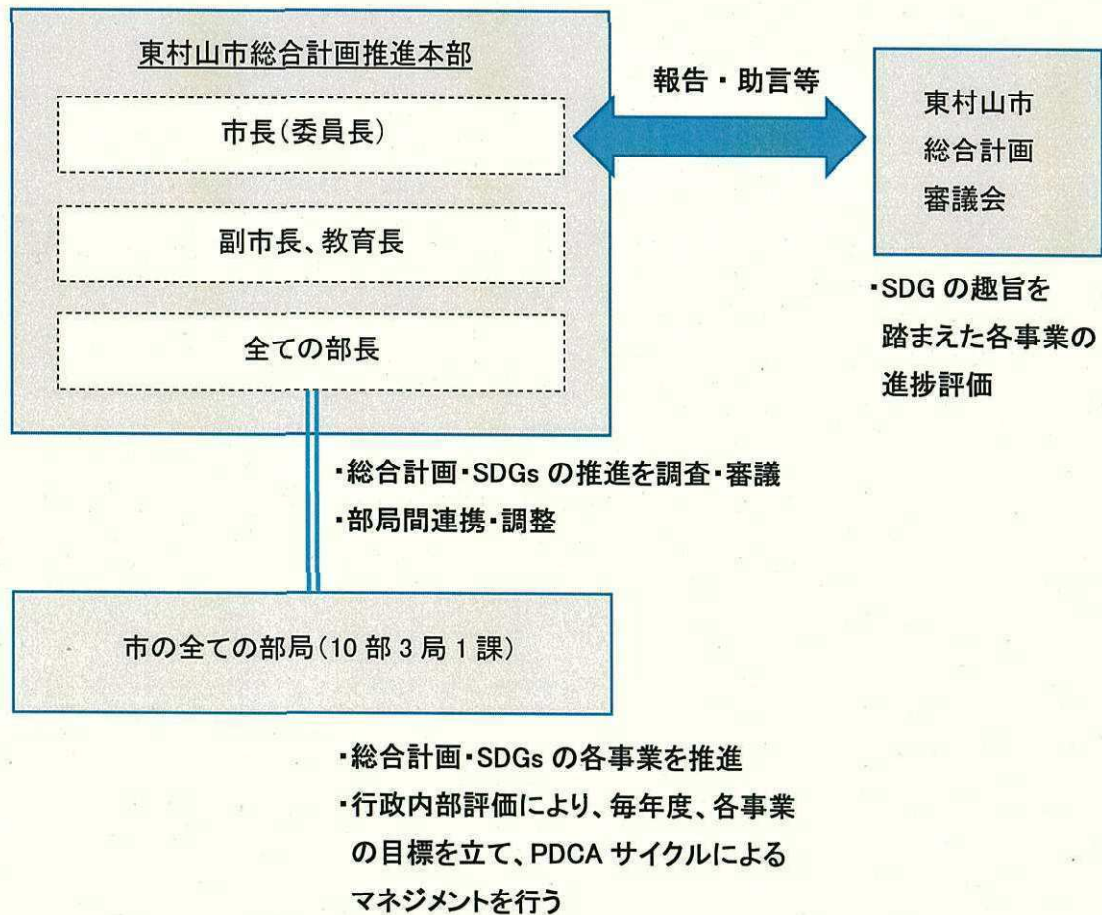 東村山市総合計画推進本部
市長(委員長)
副市長、教育長
全ての部長
報告・助言等
東村山市
総合計画
審議会
・SDG の趣旨を
踏まえた各事業の
進捗評価
・総合計画・SDGs の推進を調査・審議
・部局間連携・調整
市の全ての部局(10 部 3 局 1 課)
・総合計画・SDGs の各事業を推進
・行政内部評価により、毎年度、各事業
の目標を立て、PDCA サイクルによる
マネジメントを行う